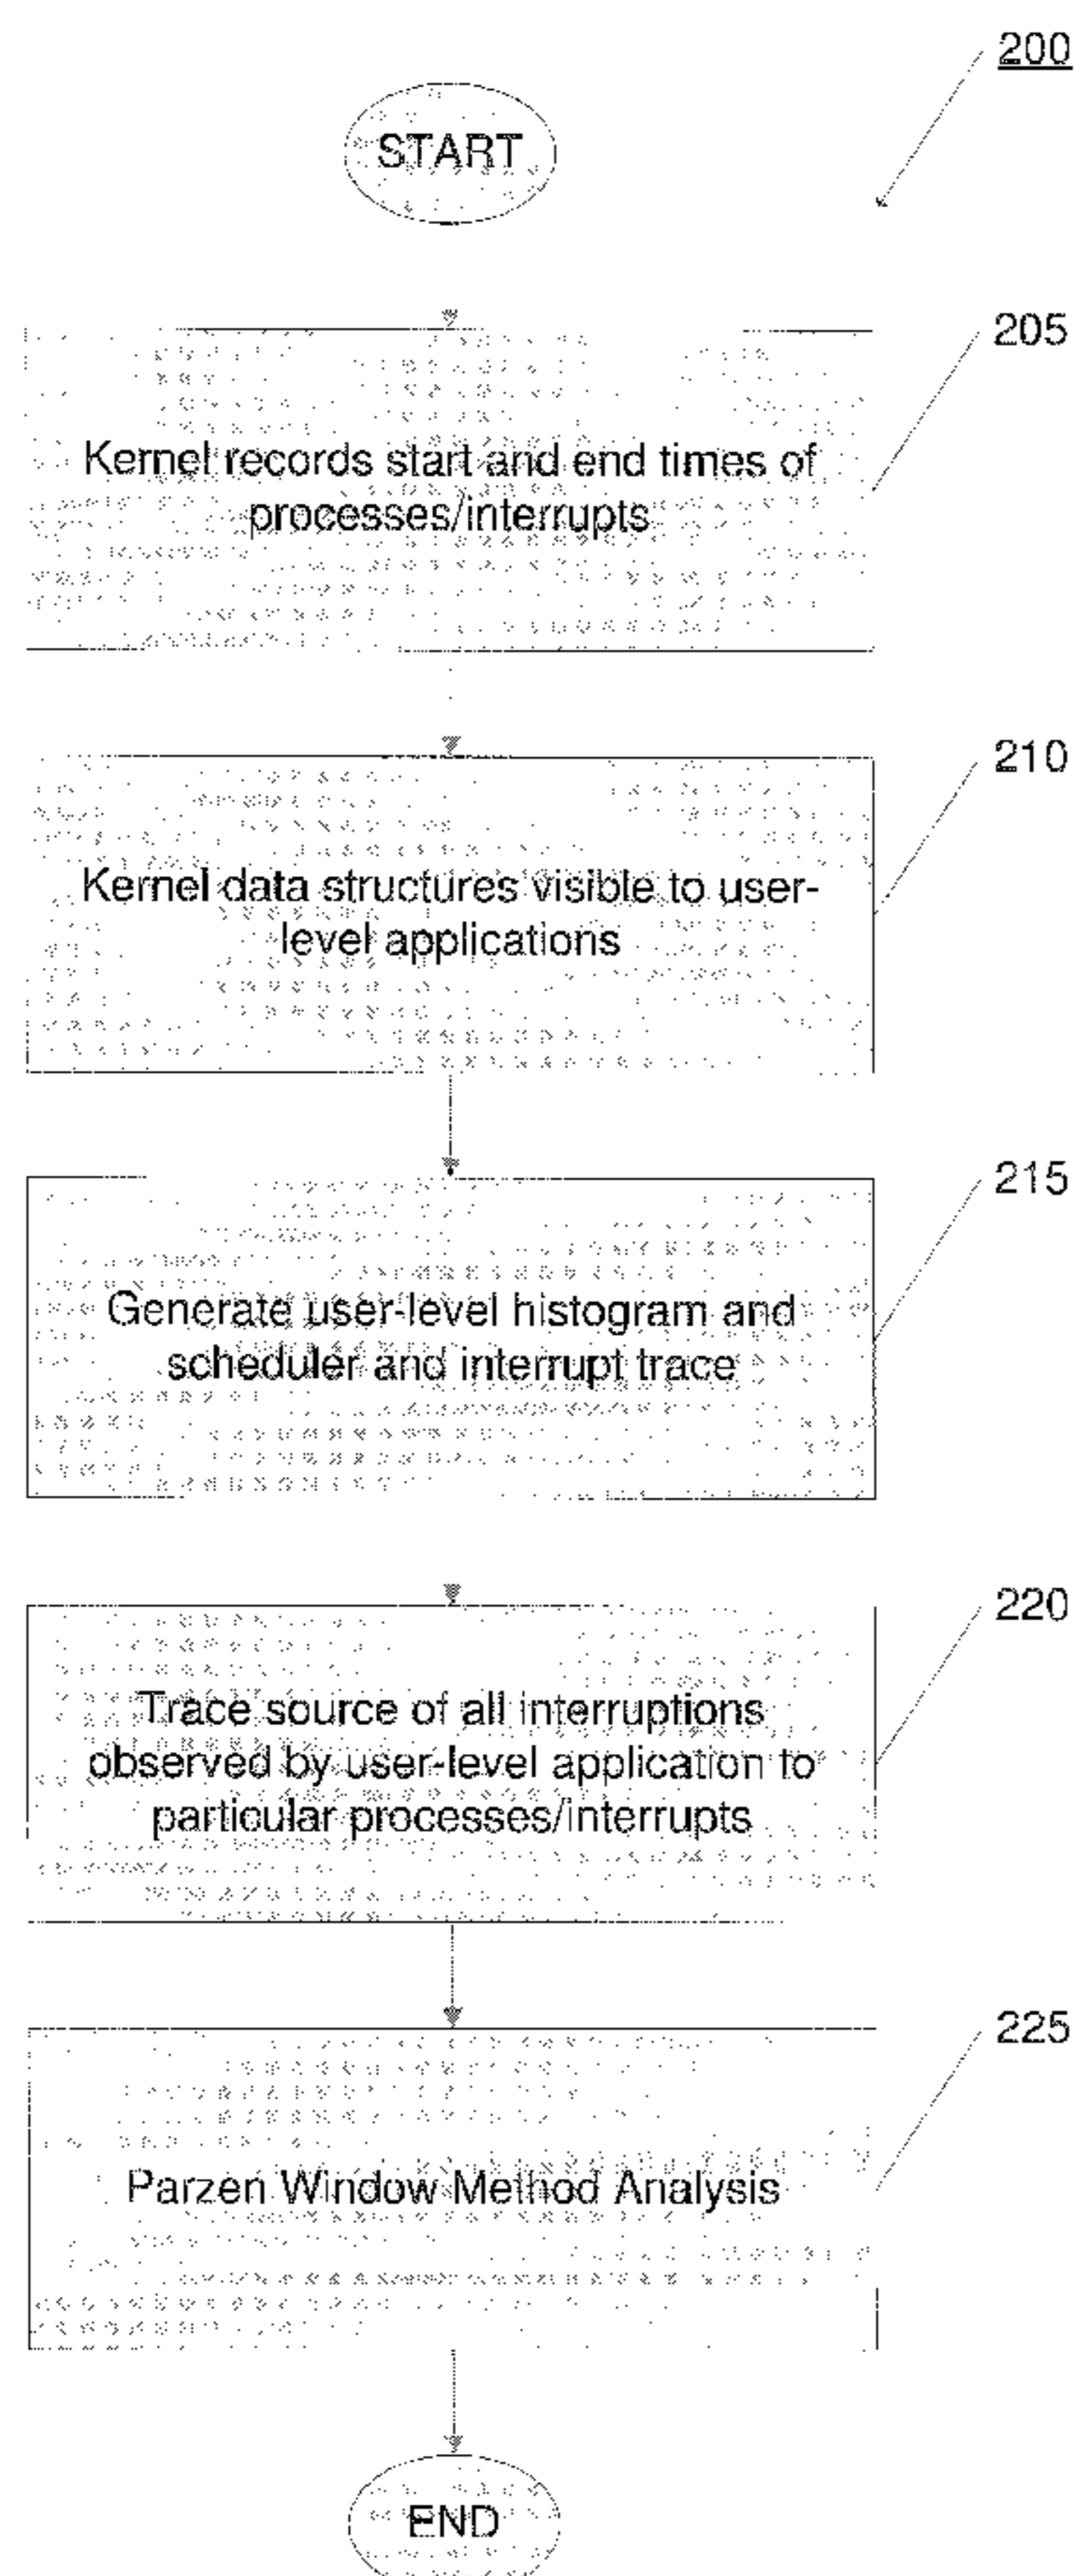 200
START
205
Kernel records start and end times of
processes/interrupts
210
Kernel data structures visible to user-
level applications
215
Generate user-level histogram and
scheduler and interrupt trace
220
Trace source of all interruptions
observed by user-level application to
particular processes/interrupts
225
Parzen Window Method Analysis
END